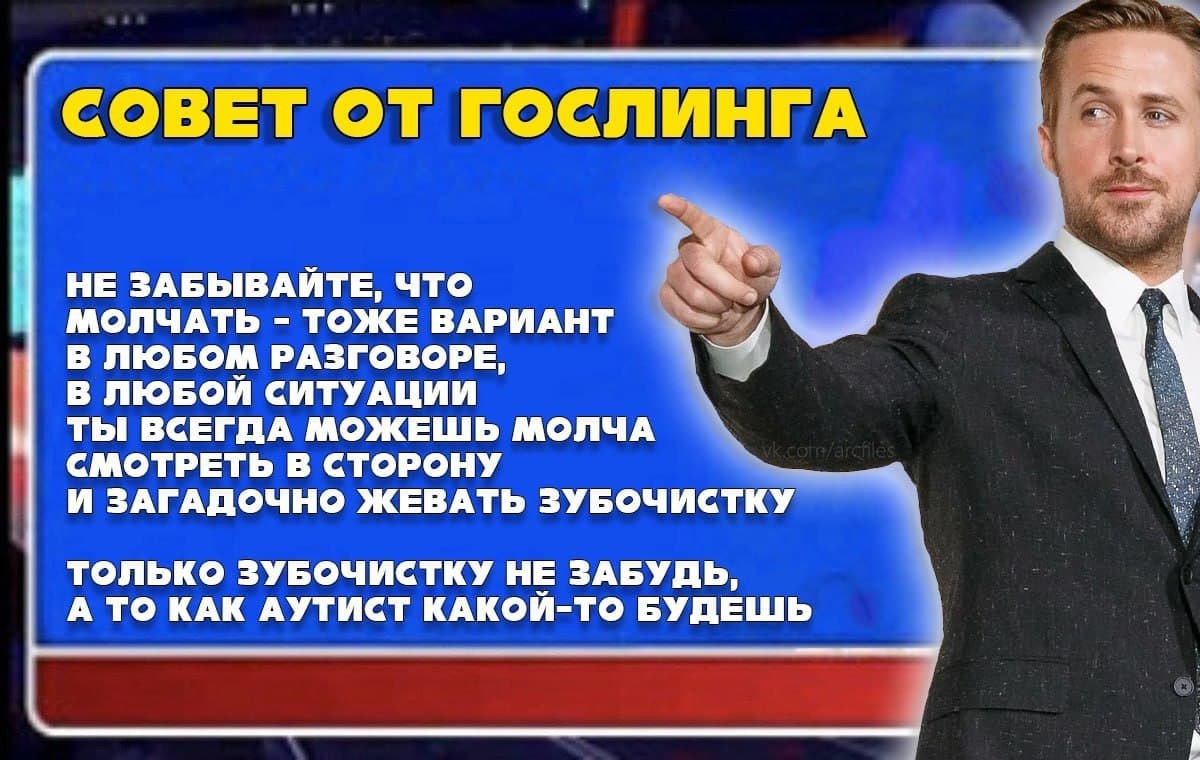 СОВЕТ ОТ ГОСЛИНГА
НЕ ЗАБЫВАЙТЕ, ЧТО
МОЛЧАТЬ - ТОЖЕ ВАРИАНТ
В ЛЮБОМ РАЗГОВОРЕ,
В ЛЮБОЙ СИТУАЦИИ
ТЫ ВСЕГДА МОЖЕШЬ МОЛЧА
СМОТРЕТЬ В СТОРОНУ
И ЗАГАДОЧНО ЖЕВАТЬ ЗУБОЧИСТКУ
ТОЛЬКО ЗУБОЧИСТКУ НЕ ЗАБУДЬ,
А ТО КАК АУТИСТ КАКОЙ-ТО БУДЕШЬ
vk.com/arcfiles